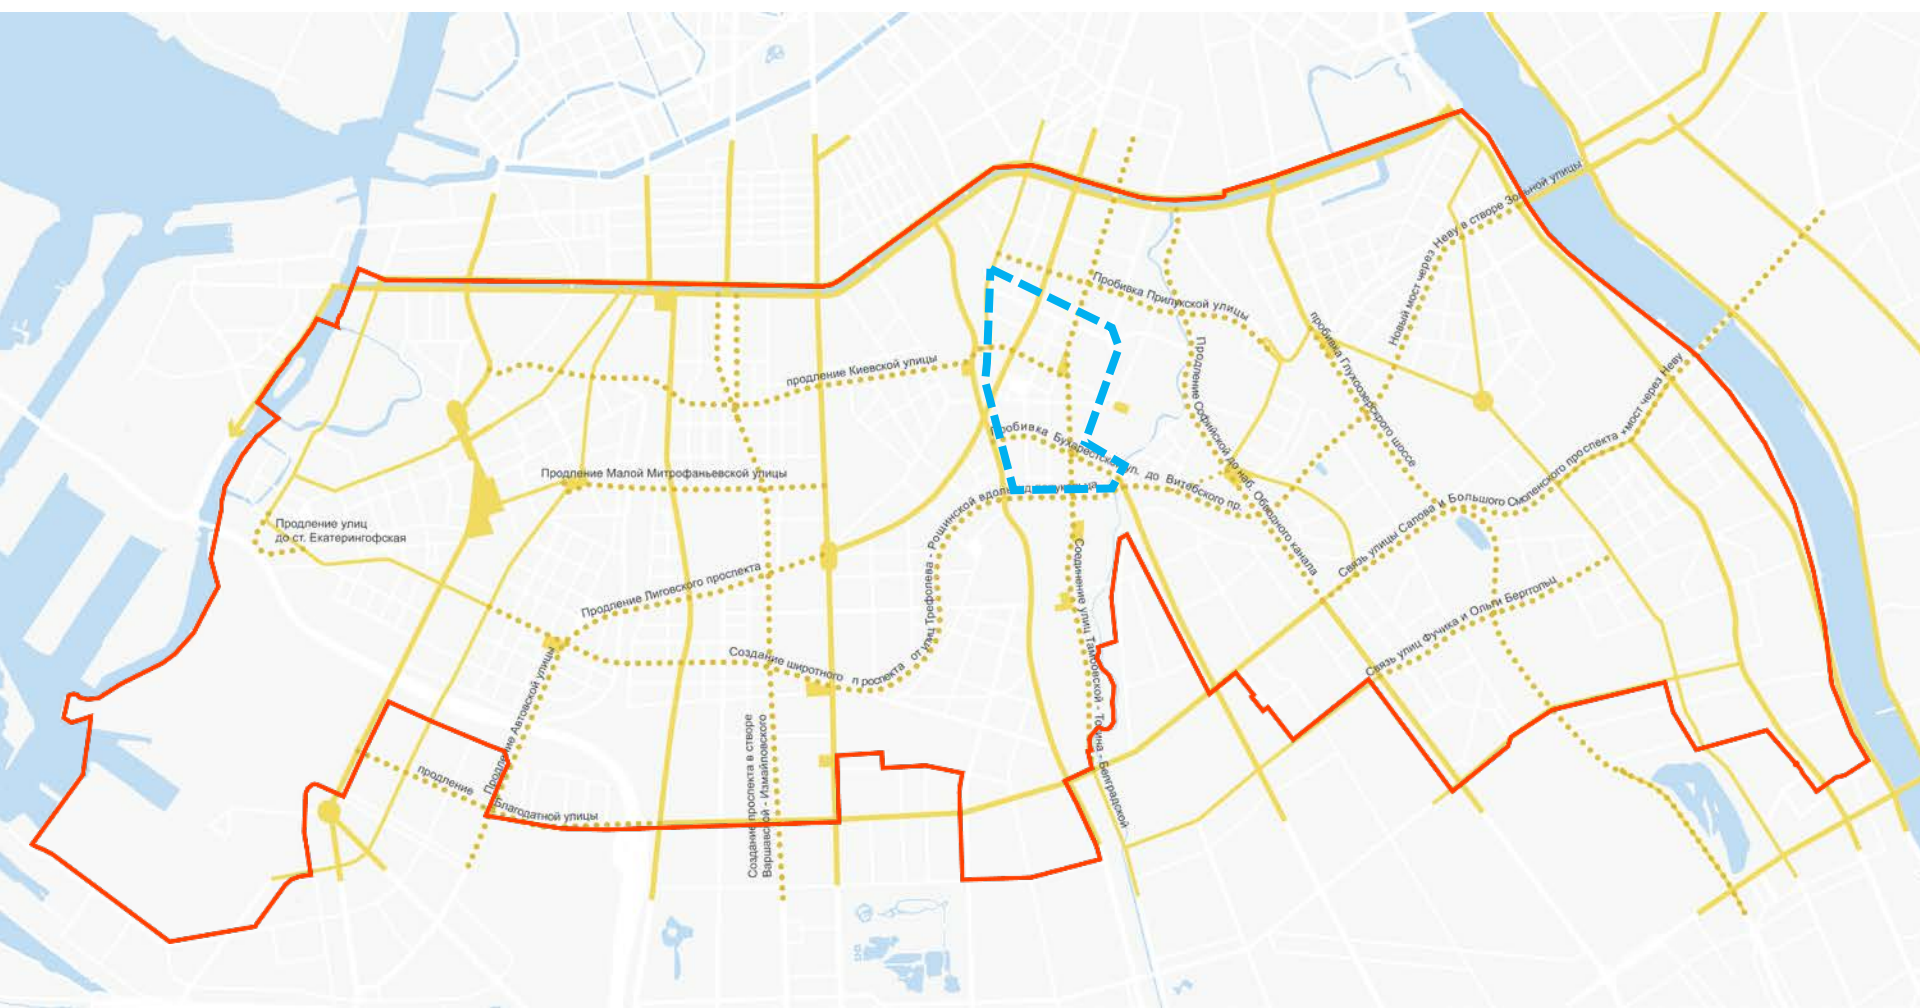 Новый мост через Неву в створе Зольной улицы
Пробивка Прилукской улицы
пробивка Глухоозерского шоссе
Продление Софийской до наб. Обводного канала
продление Киевской улицы
мост через Неву
Пробивка Бухарестской ул. до Витебского пр.
Продление Малой Митрофаньевской улицы
Связь улицы Салова и Большого Смоленского проспекта
Продление улиц
до ст. Екатерингофская
Создание широтного проспекта от улиц Трефолева - Рощинской вдоль
Соединение улиц Тамбовской - Тосина - Белградской
Продление Лиговского проспекта
Связь улиц Фучика и Ольги Берггольц
Продление Автовской улицы
Создание проспекта в створе
Варшавской - Измайловского
продление
Благодатной улицы